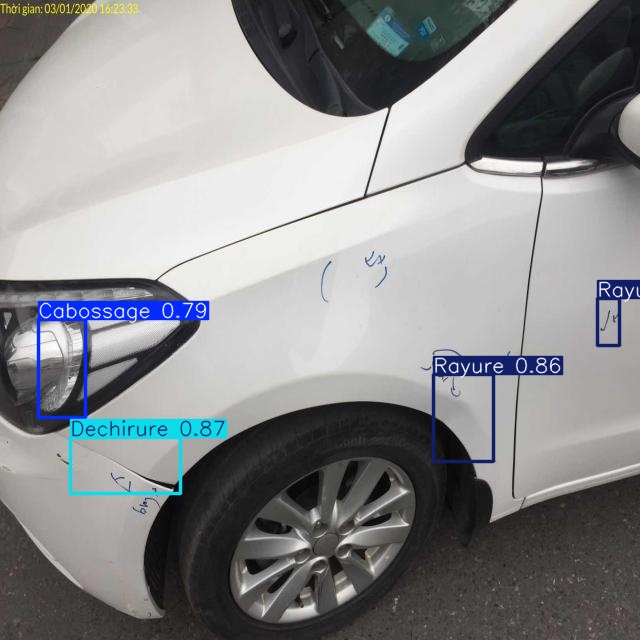 Thời gian: 03/01/2020 16:23:33
Cabossage 0.79
Rayu
Rayure 0.86
Dechirure 0.87